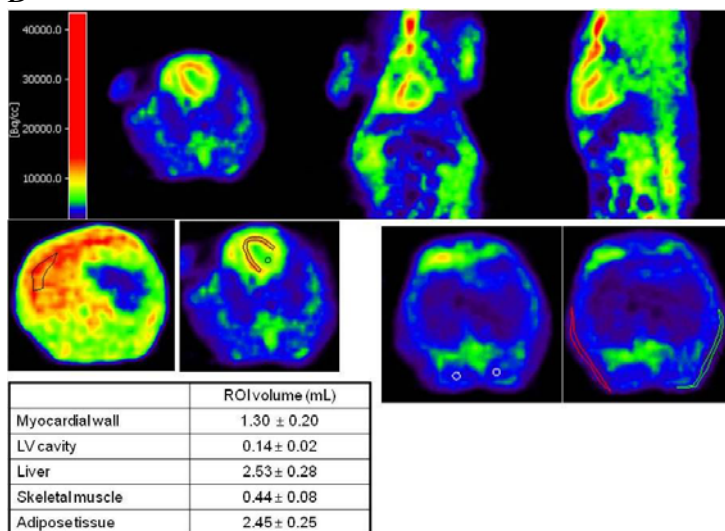 40000.0
30000.0
[Bq/cc]
20000.0
10000.0
ROI volume (mL)
Myocardial wall 1.30 ± 0.20
LV cavity 0.14 ± 0.02
Liver 2.53 ± 0.28
Skeletal muscle 0.44 ± 0.08
Adipose tissue 2.45 ± 0.25